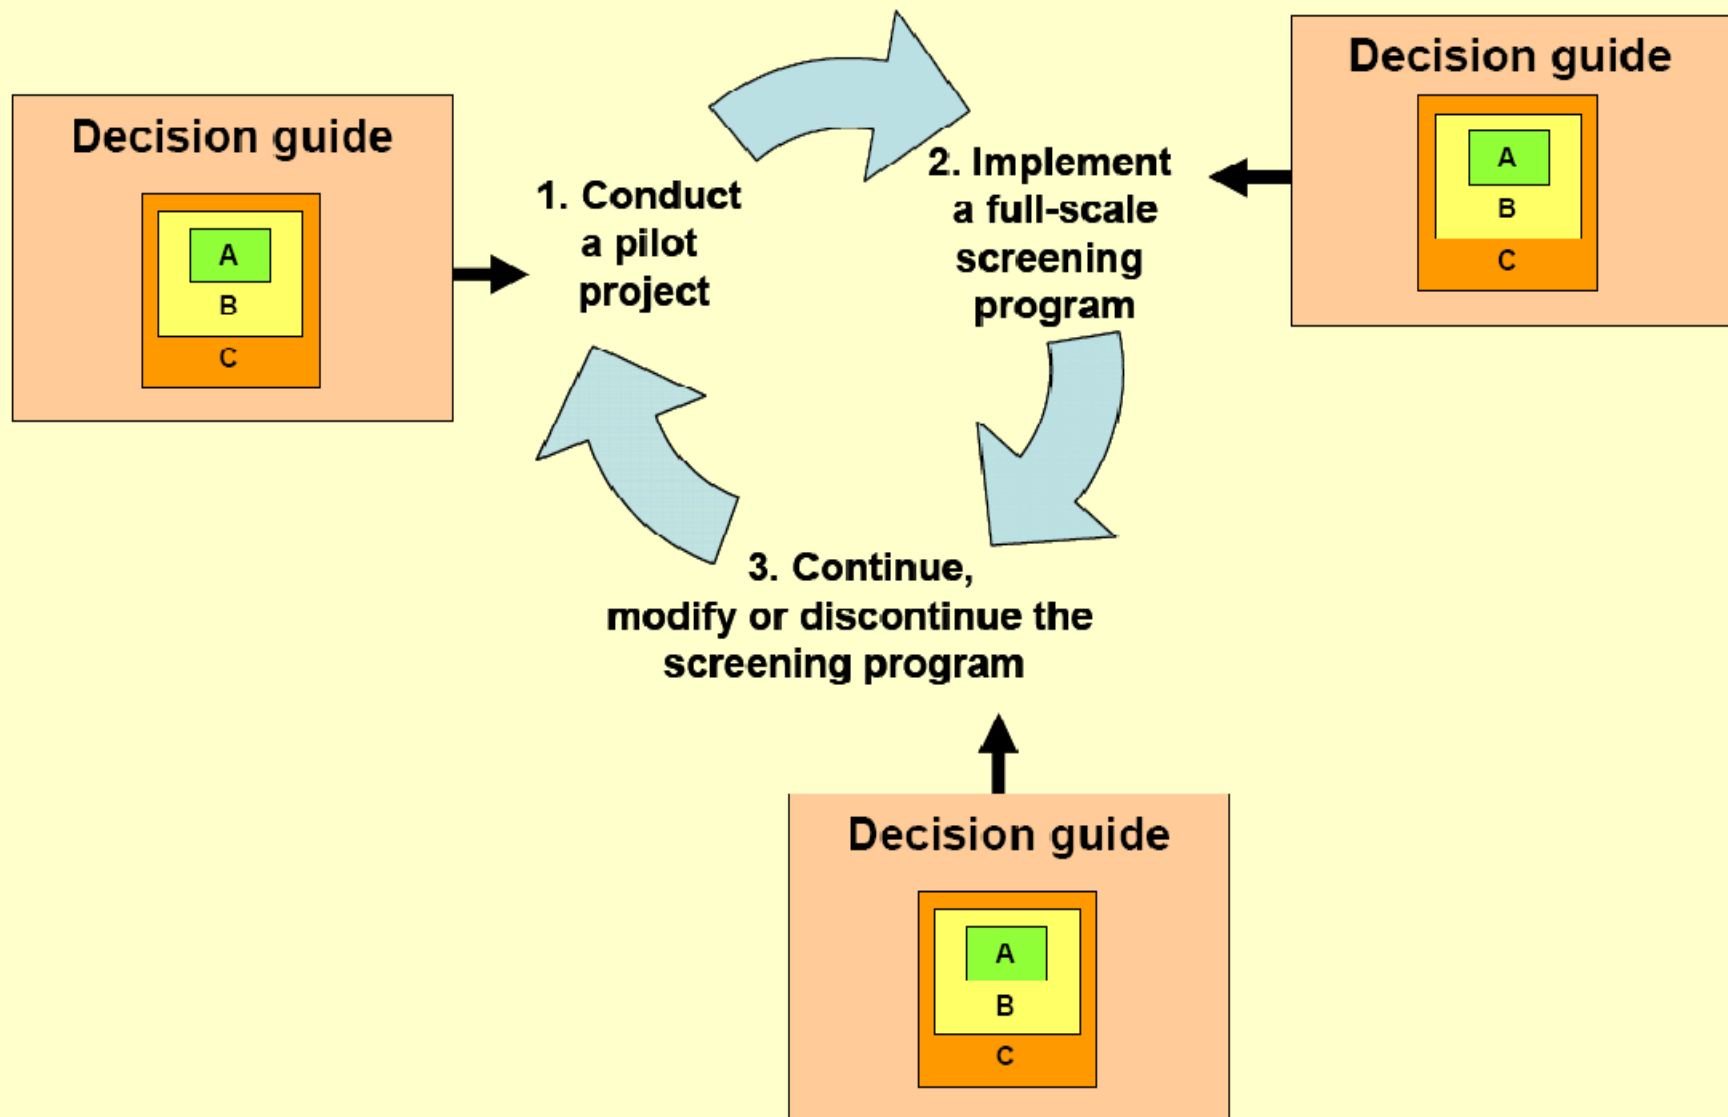 Decision guide
A
B
C
1. Conduct
a pilot
project
2. Implement
a full-scale
screening
program
Decision guide
A
B
C
3. Continue,
modify or discontinue the
screening program
Decision guide
A
B
C